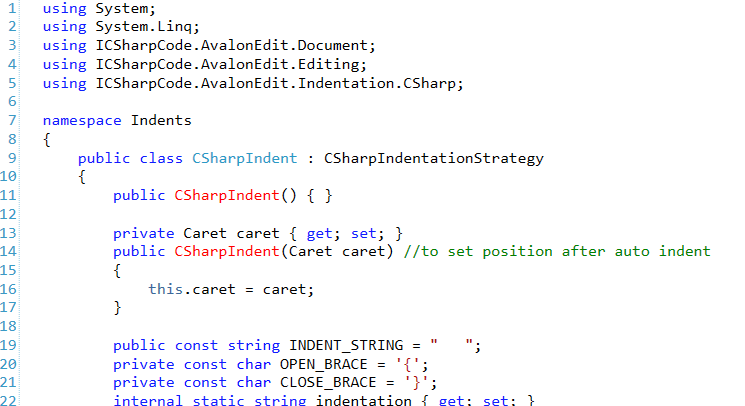 1 using System;
2 using System.Linq;
3 using ICSharpCode.AvalonEdit.Document;
4 using ICSharpCode.AvalonEdit.Editing;
5 using ICSharpCode.AvalonEdit.Indentation.CSharp;
6
7 namespace Indents
8 {
9     public class CSharpIndent : CSharpIndentationStrategy
10     {
11         public CSharpIndent() { }
12
13         private Caret caret { get; set; }
14         public CSharpIndent(Caret caret) //to set position after auto indent
15         {
16             this.caret = caret;
17         }
18
19         public const string INDENT_STRING = "   ";
20         private const char OPEN_BRACE = '{';
21         private const char CLOSE_BRACE = '}';
22         internal static string indentation { get; set; }